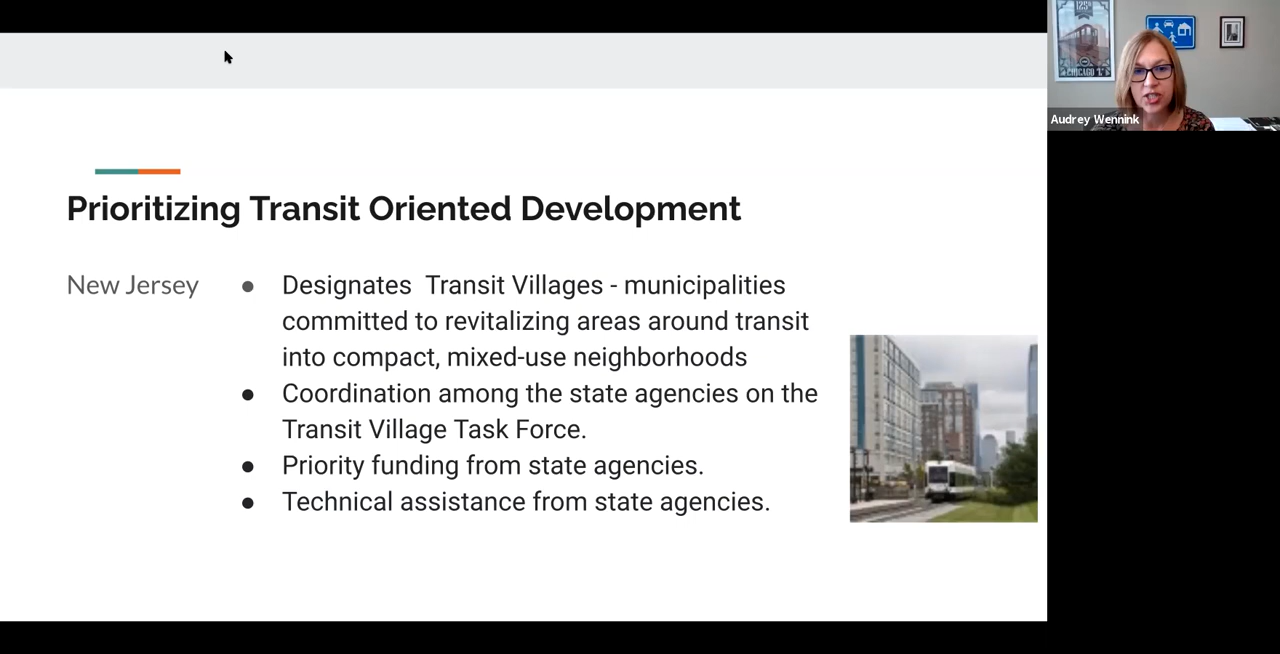 125th
CHICAGO 'L'
Audrey Wennink
Prioritizing Transit Oriented Development
New Jersey
● Designates  Transit Villages - municipalities
committed to revitalizing areas around transit
into compact, mixed-use neighborhoods
● Coordination among the state agencies on the
Transit Village Task Force.
● Priority funding from state agencies.
● Technical assistance from state agencies.